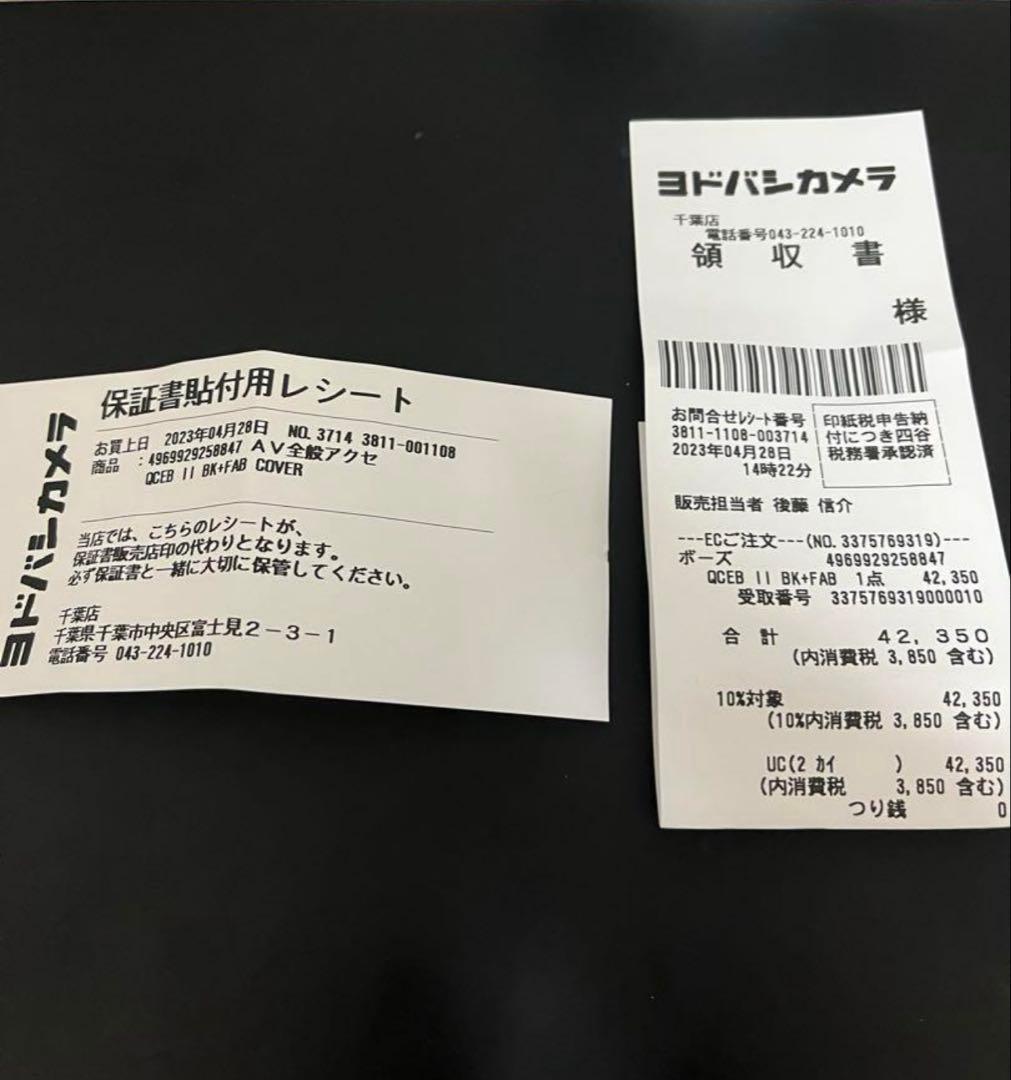 ヨドバシカメラ
保証書貼付用レシート
お買上日 2023年04月28日 NO.3714 3811-001108
商品 :4969929258847 AV全般アクセ
QCEB II BK+FAB COVER
当店では、こちらのレシートが、
保証書販売店印の代わりとなります。
必ず保証書と一緒に大切に保管してください。
千葉店
千葉県千葉市中央区富士見2-3-1
電話番号 043-224-1010
ヨドバシカメラ
千葉店
電話番号043-224-1010
領 収 書
様
お問合せレシート番号
3811-1108-003714
2023年04月28日
14時22分
印紙税申告納
付につき四谷
税務署承認済
販売担当者 後藤 信介
---ECご注文---(NO.3375769319)---
ボーズ 4969929258847
QCEB II BK+FAB 1点 42,350
受取番号 3375769319000010
合 計 42,350
(内消費税 3,850 含む)
10%対象 42,350
(10%内消費税 3,850 含む)
UC(2 カイ ) 42,350
(内消費税 3,850 含む)
つり銭 0